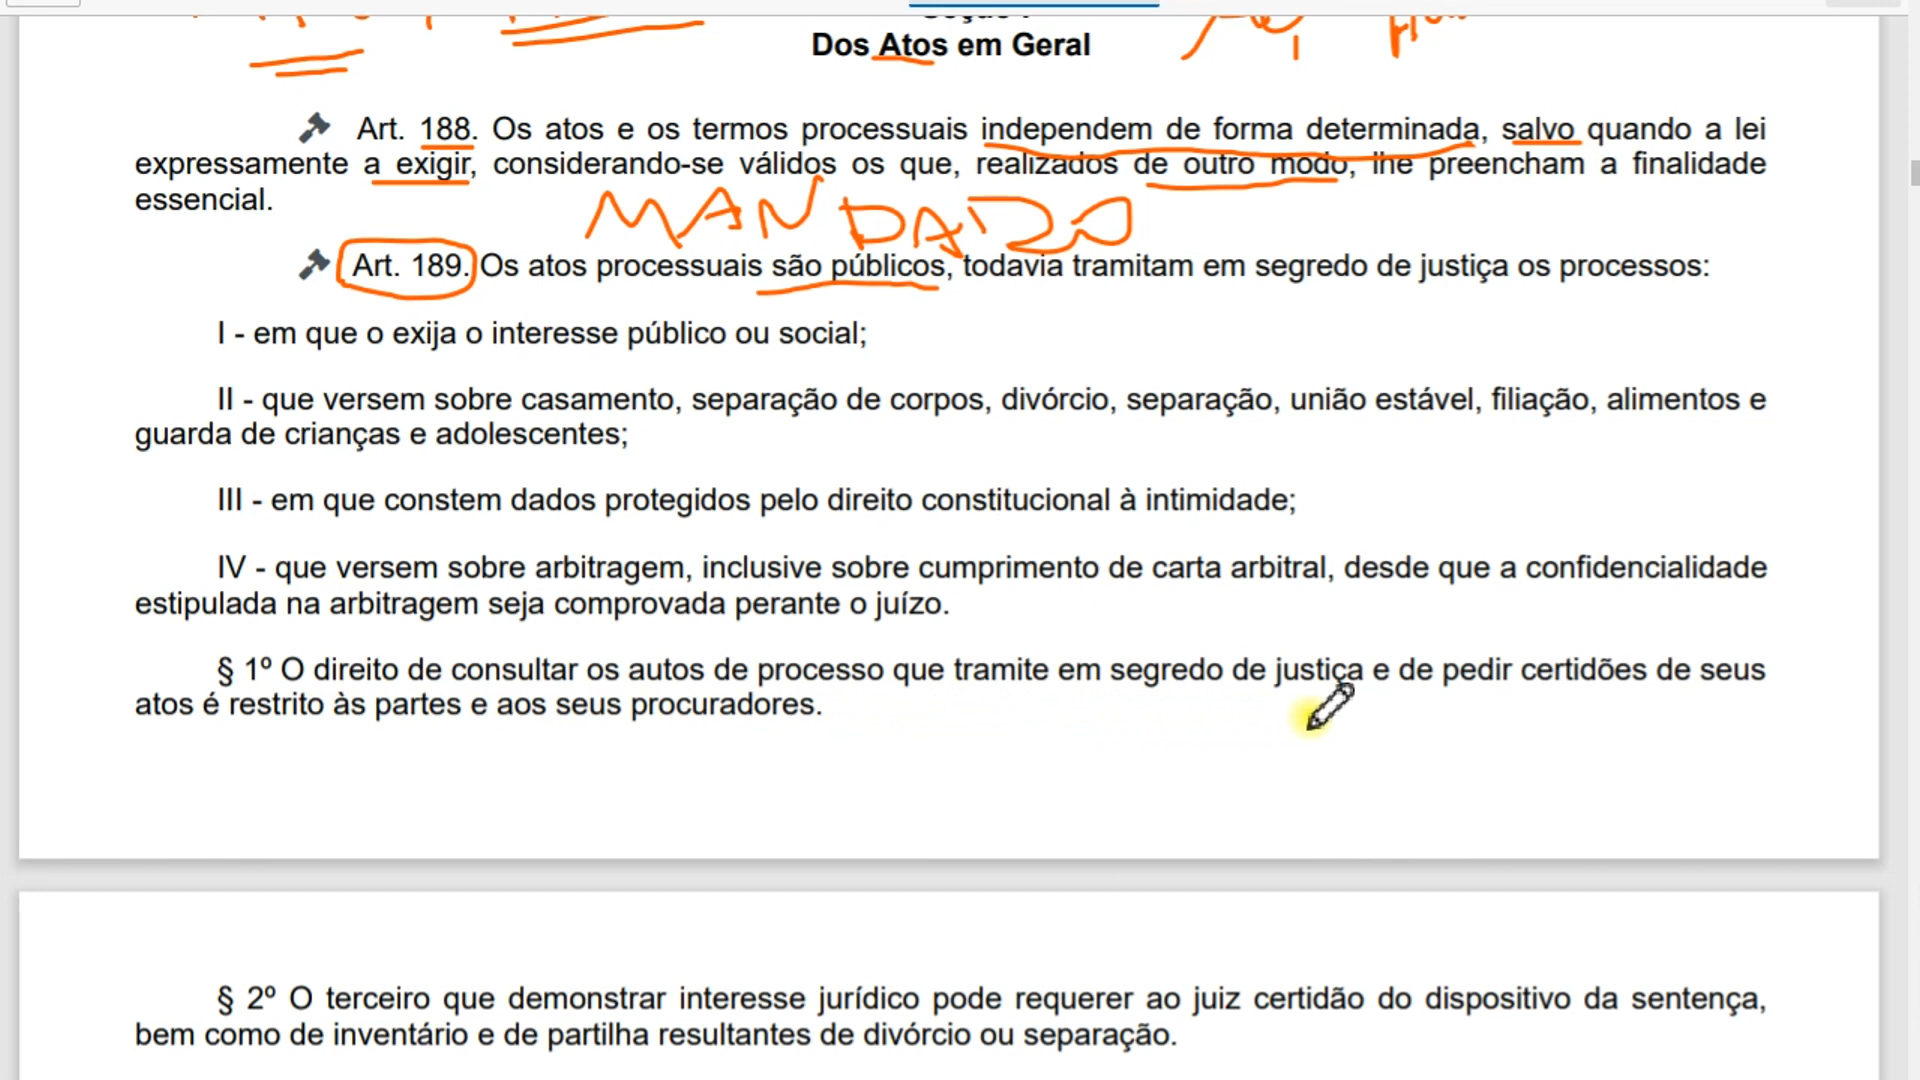 Dos Atos em Geral
Art. 188. Os atos e os termos processuais independem de forma determinada, salvo quando a lei
expressamente a exigir, considerando-se válidos os que, realizados de outro modo, lhe preencham a finalidade
essencial.
MANDADO
Art. 189. Os atos processuais são públicos, todavia tramitam em segredo de justiça os processos:
I - em que o exija o interesse público ou social;
II - que versem sobre casamento, separação de corpos, divórcio, separação, união estável, filiação, alimentos e
guarda de crianças e adolescentes;
III - em que constem dados protegidos pelo direito constitucional à intimidade;
IV - que versem sobre arbitragem, inclusive sobre cumprimento de carta arbitral, desde que a confidencialidade
estipulada na arbitragem seja comprovada perante o juízo.
§ 1º O direito de consultar os autos de processo que tramite em segredo de justiça e de pedir certidões de seus
atos é restrito às partes e aos seus procuradores.
§ 2º O terceiro que demonstrar interesse jurídico pode requerer ao juiz certidão do dispositivo da sentença,
bem como de inventário e de partilha resultantes de divórcio ou separação.